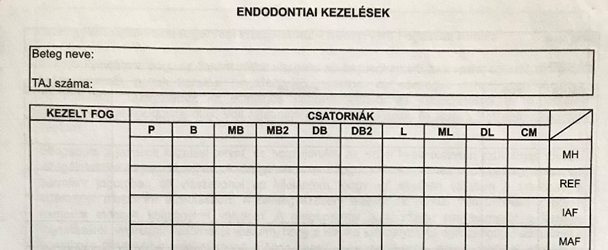 ENDODONTIAI KEZELÉSEK
Beteg neve:
TAJ száma:
KEZELT FOG CSATORNÁK
P B MB MB2 DB DB2 L ML DL CM
MH
REF
IAF
MAF